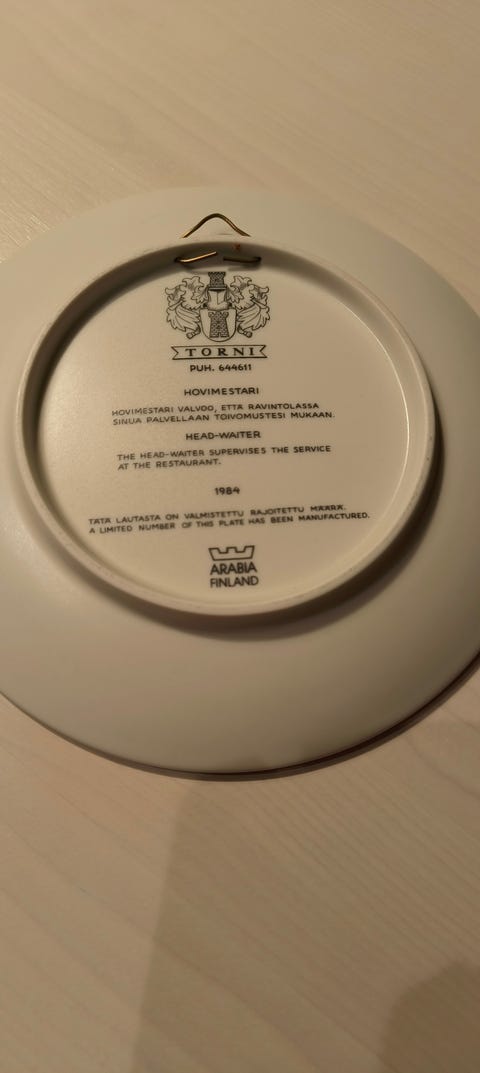 TORNI
PUH. 644611
HOVIMESTARI
HOVIMESTARI VALVOO, ETTÄ RAVINTOLASSA
SINUA PALVELLAAN TOIVOMUSTESI MUKAAN.
HEAD-WAITER
THE HEAD-WAITER SUPERVISES THE SERVICE
AT THE RESTAURANT.
1984
TÄTÄ LAUTASTA ON VALMISTETTU RAJOITETTU MÄÄRÄ.
A LIMITED NUMBER OF THIS PLATE HAS BEEN MANUFACTURED.
ARABIA
FINLAND